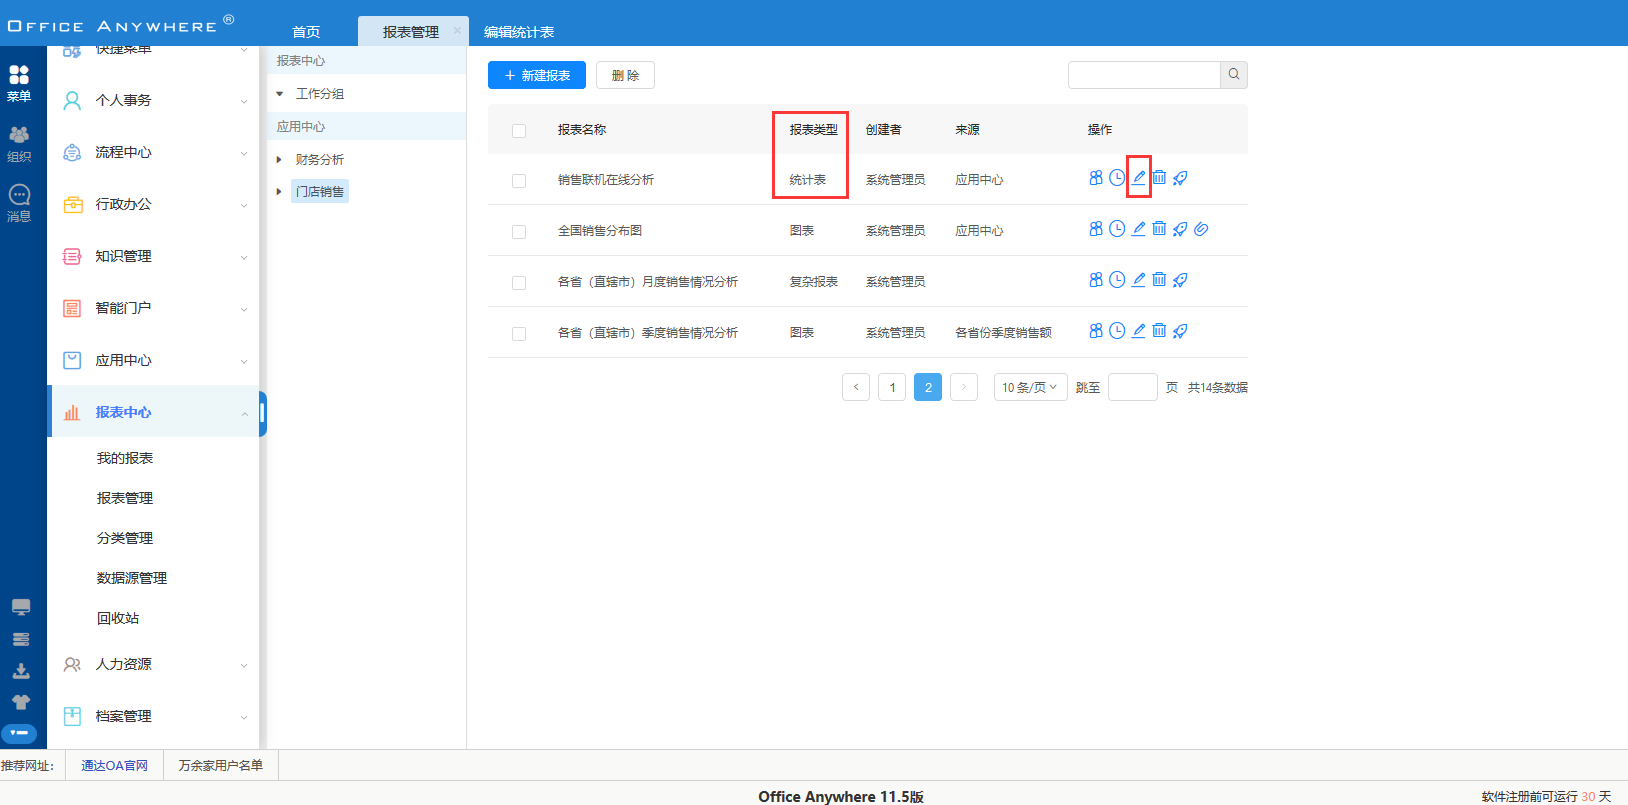 OFFICE ANYWHERE®
首页
报表管理
编辑统计表
菜单
组织
消息
快捷菜单
个人事务
流程中心
行政办公
知识管理
智能门户
应用中心
报表中心
我的报表
报表管理
分类管理
数据源管理
回收站
人力资源
档案管理
报表中心
工作分组
应用中心
财务分析
门店销售
新建报表 删 除
报表名称 报表类型 创建者 来源 操作
销售联机在线分析 统计表 系统管理员 应用中心
全国销售分布图 图表 系统管理员 应用中心
各省（直辖市）月度销售情况分析 复杂报表 系统管理员
各省（直辖市）季度销售情况分析 图表 系统管理员 各省份季度销售额
1 2 10 条/页 跳至 页 共14条数据
推荐网址: 通达OA官网 万余家用户名单
Office Anywhere 11.5版
软件注册前可运行 30 天